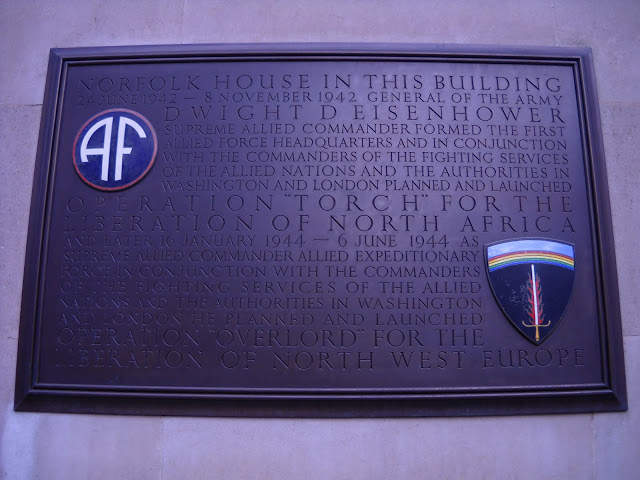 NORFOLK HOUSE IN THIS BUILDING
24 JUNE 1942 — 8 NOVEMBER 1942 GENERAL OF THE ARMY
DWIGHT D EISENHOWER
SUPREME ALLIED COMMANDER FORMED THE FIRST
ALLIED FORCE HEADQUARTERS AND IN CONJUNCTION
WITH THE COMMANDERS OF THE FIGHTING SERVICES
OF THE ALLIED NATIONS AND THE AUTHORITIES IN
WASHINGTON AND LONDON PLANNED AND LAUNCHED
OPERATION "TORCH" FOR THE
LIBERATION OF NORTH AFRICA
AND LATER 16 JANUARY 1944 — 6 JUNE 1944 AS
SUPREME ALLIED COMMANDER ALLIED EXPEDITIONARY
FORCE IN CONJUNCTION WITH THE COMMANDERS
OF THE FIGHTING SERVICES OF THE ALLIED
NATIONS AND THE AUTHORITIES IN WASHINGTON
AND LONDON HE PLANNED AND LAUNCHED
OPERATION "OVERLORD" FOR THE
LIBERATION OF NORTH WEST EUROPE
AF